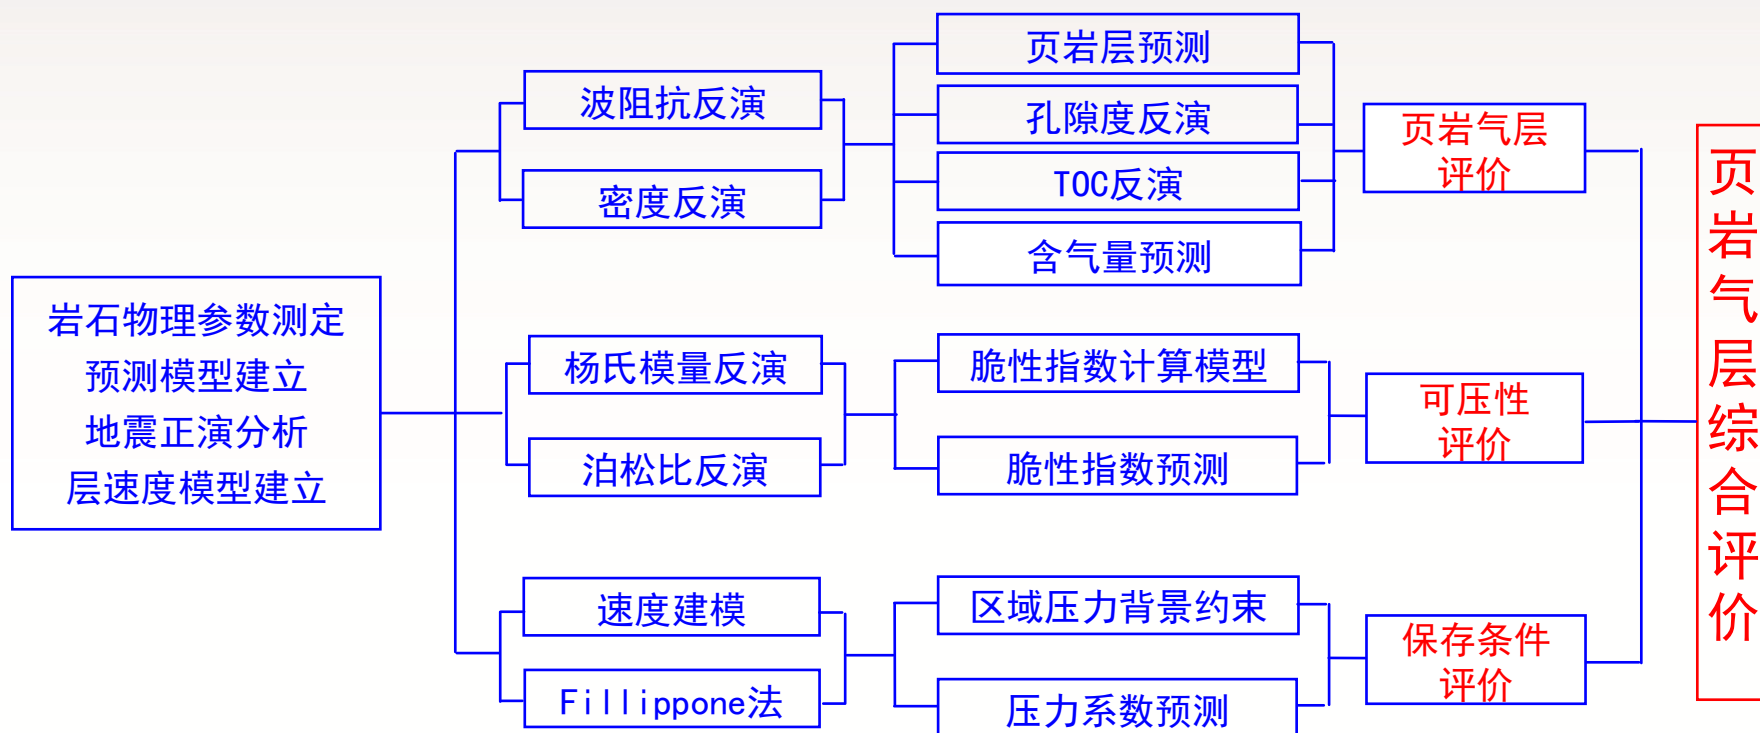 岩石物理参数测定
预测模型建立
地震正演分析
层速度模型建立
波阻抗反演
密度反演
杨氏模量反演
泊松比反演
速度建模
Fillippone法
页岩层预测
孔隙度反演
TOC反演
含气量预测
脆性指数计算模型
脆性指数预测
区域压力背景约束
压力系数预测
页岩气层
评价
可压性
评价
保存条件
评价
页岩气层综合评价